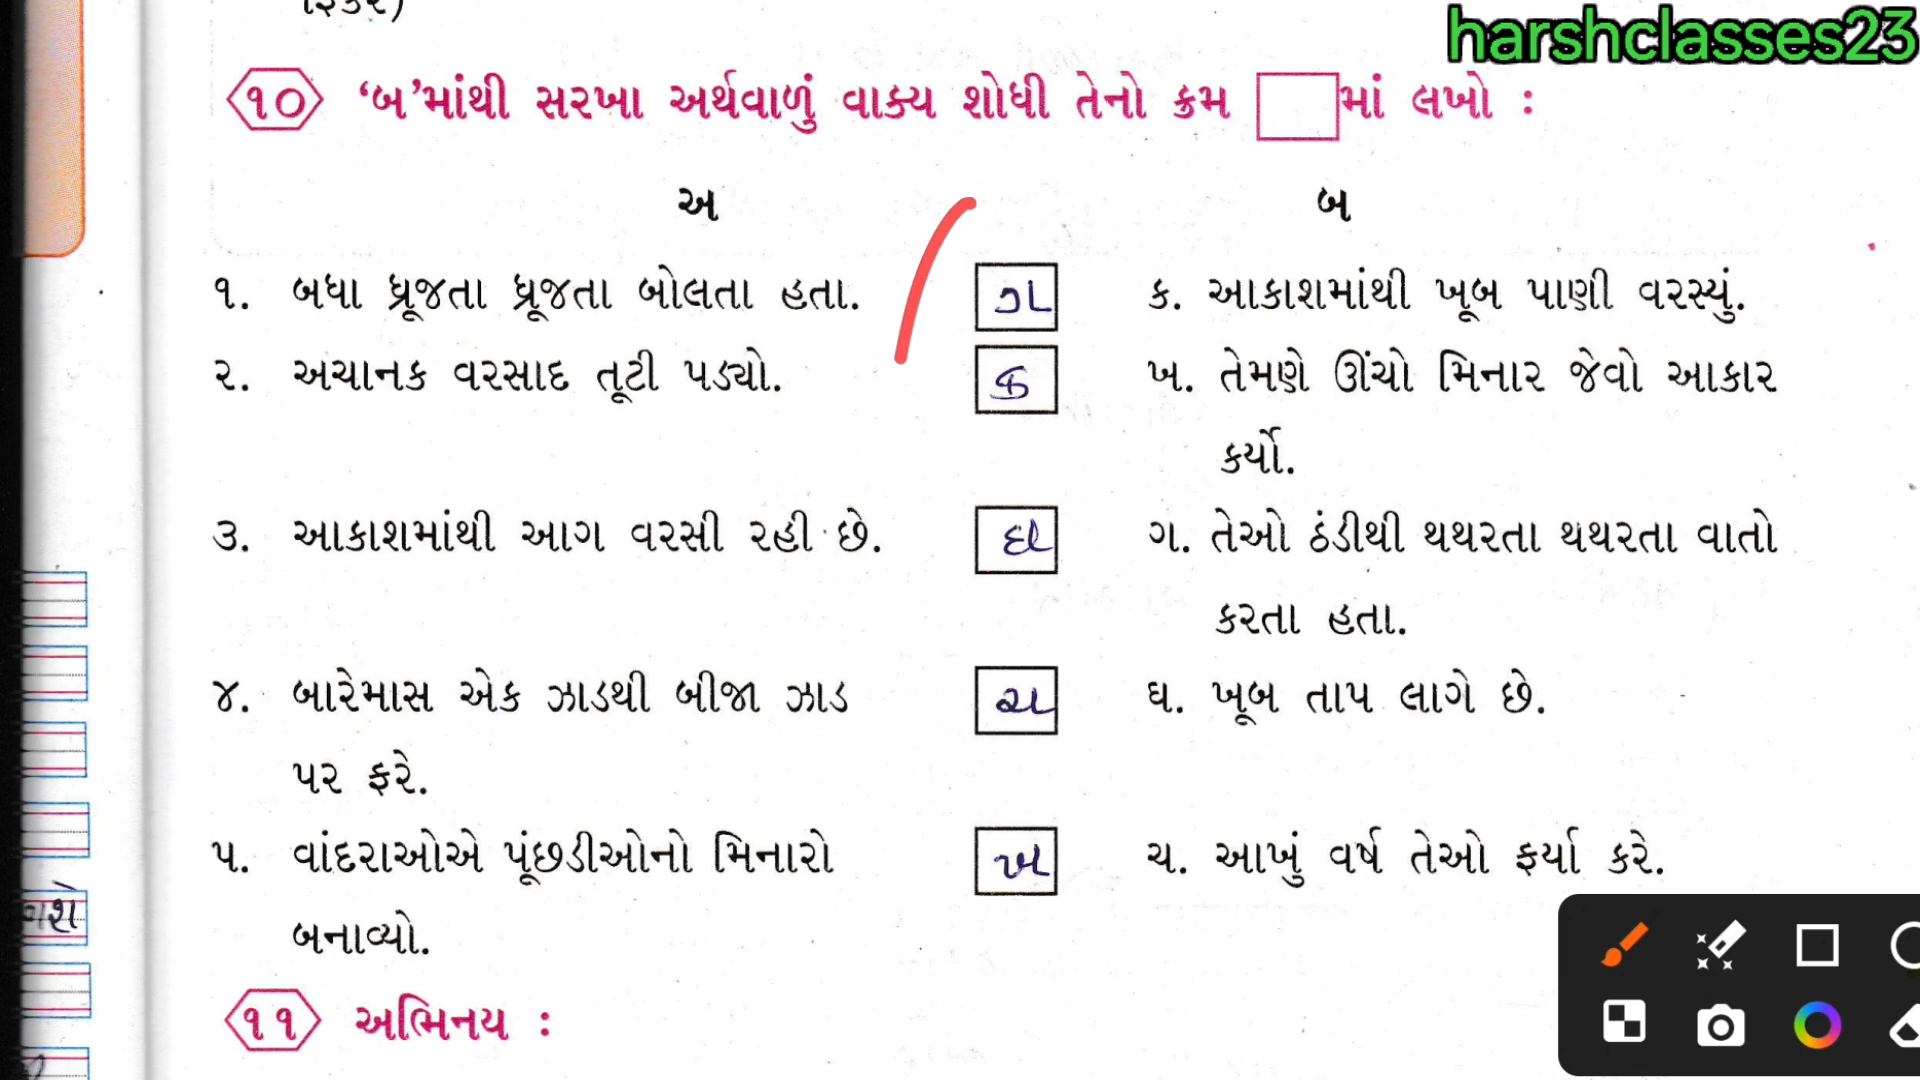 harshclasses23
૧૦ ‘બ’માંથી સરખા અર્થવાળું વાક્ય શોધી તેનો ક્રમ માં લખો :
અ બ
૧. બધા ધ્રૂજતા ધ્રૂજતા બોલતા હતા. ગ ક. આકાશમાંથી ખૂબ પાણી વરસ્યું.
૨. અચાનક વરસાદ તૂટી પડ્યો. ક ખ. તેમણે ઊંચો મિનાર જેવો આકાર
કર્યો.
૩. આકાશમાંથી આગ વરસી રહી છે. ઘ ગ. તેઓ ઠંડીથી થથરતા થથરતા વાતો
કરતા હતા.
૪. બારેમાસ એક ઝાડથી બીજા ઝાડ ચ ઘ. ખૂબ તાપ લાગે છે.
પર ફરે.
૫. વાંદરાઓએ પૂંછડીઓનો મિનારો ખ ચ. આખું વર્ષ તેઓ ફર્યા કરે.
બનાવ્યો.
૧૧ અભિનય :